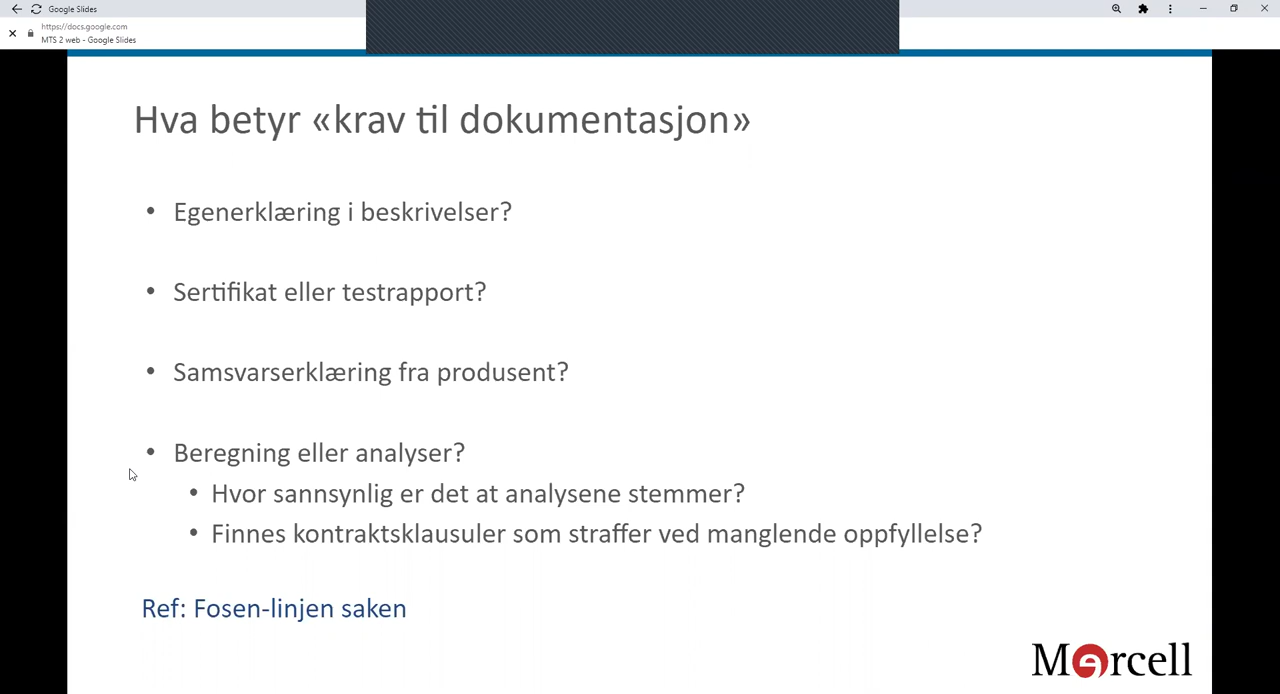 Google Slides
https://docs.google.com
MTS 2 web - Google Slides
Hva betyr «krav til dokumentasjon»
• Egenerklæring i beskrivelser?
• Sertifikat eller testrapport?
• Samsvarserklæring fra produsent?
• Beregning eller analyser?
• Hvor sannsynlig er det at analysene stemmer?
• Finnes kontraktsklausuler som straffer ved manglende oppfyllelse?
Ref: Fosen-linjen saken
Mercell